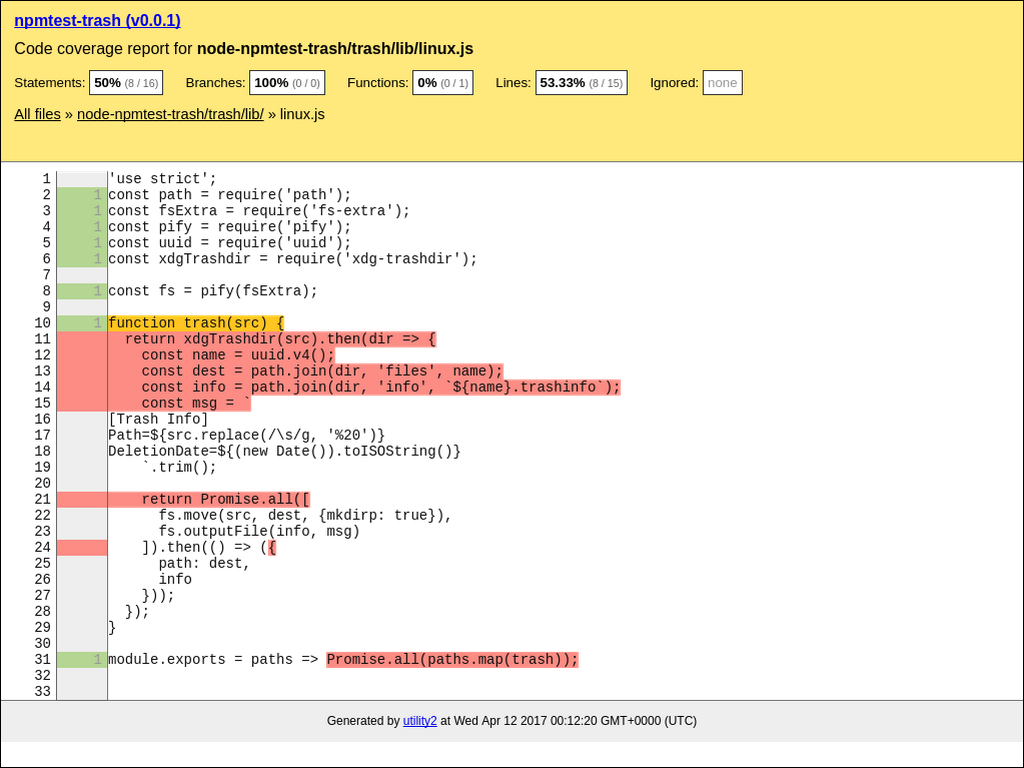 npmtest-trash (v0.0.1)
Code coverage report for node-npmtest-trash/trash/lib/linux.js
Statements: 50% (8 / 16) Branches: 100% (0 / 0) Functions: 0% (0 / 1) Lines: 53.33% (8 / 15) Ignored: none
All files » node-npmtest-trash/trash/lib/ » linux.js
1 'use strict';
2 1 const path = require('path');
3 1 const fsExtra = require('fs-extra');
4 1 const pify = require('pify');
5 1 const uuid = require('uuid');
6 1 const xdgTrashdir = require('xdg-trashdir');
7
8 1 const fs = pify(fsExtra);
9
10 1 function trash(src) {
11   return xdgTrashdir(src).then(dir => {
12     const name = uuid.v4();
13     const dest = path.join(dir, 'files', name);
14     const info = path.join(dir, 'info', `${name}.trashinfo`);
15     const msg = `
16 [Trash Info]
17 Path=${src.replace(/\s/g, '%20')}
18 DeletionDate=${(new Date()).toISOString()}
19     `.trim();
20
21     return Promise.all([
22       fs.move(src, dest, {mkdirp: true}),
23       fs.outputFile(info, msg)
24     ]).then(() => ({
25       path: dest,
26       info
27     }));
28   });
29 }
30
31 1 module.exports = paths => Promise.all(paths.map(trash));
32
33
Generated by utility2 at Wed Apr 12 2017 00:12:20 GMT+0000 (UTC)